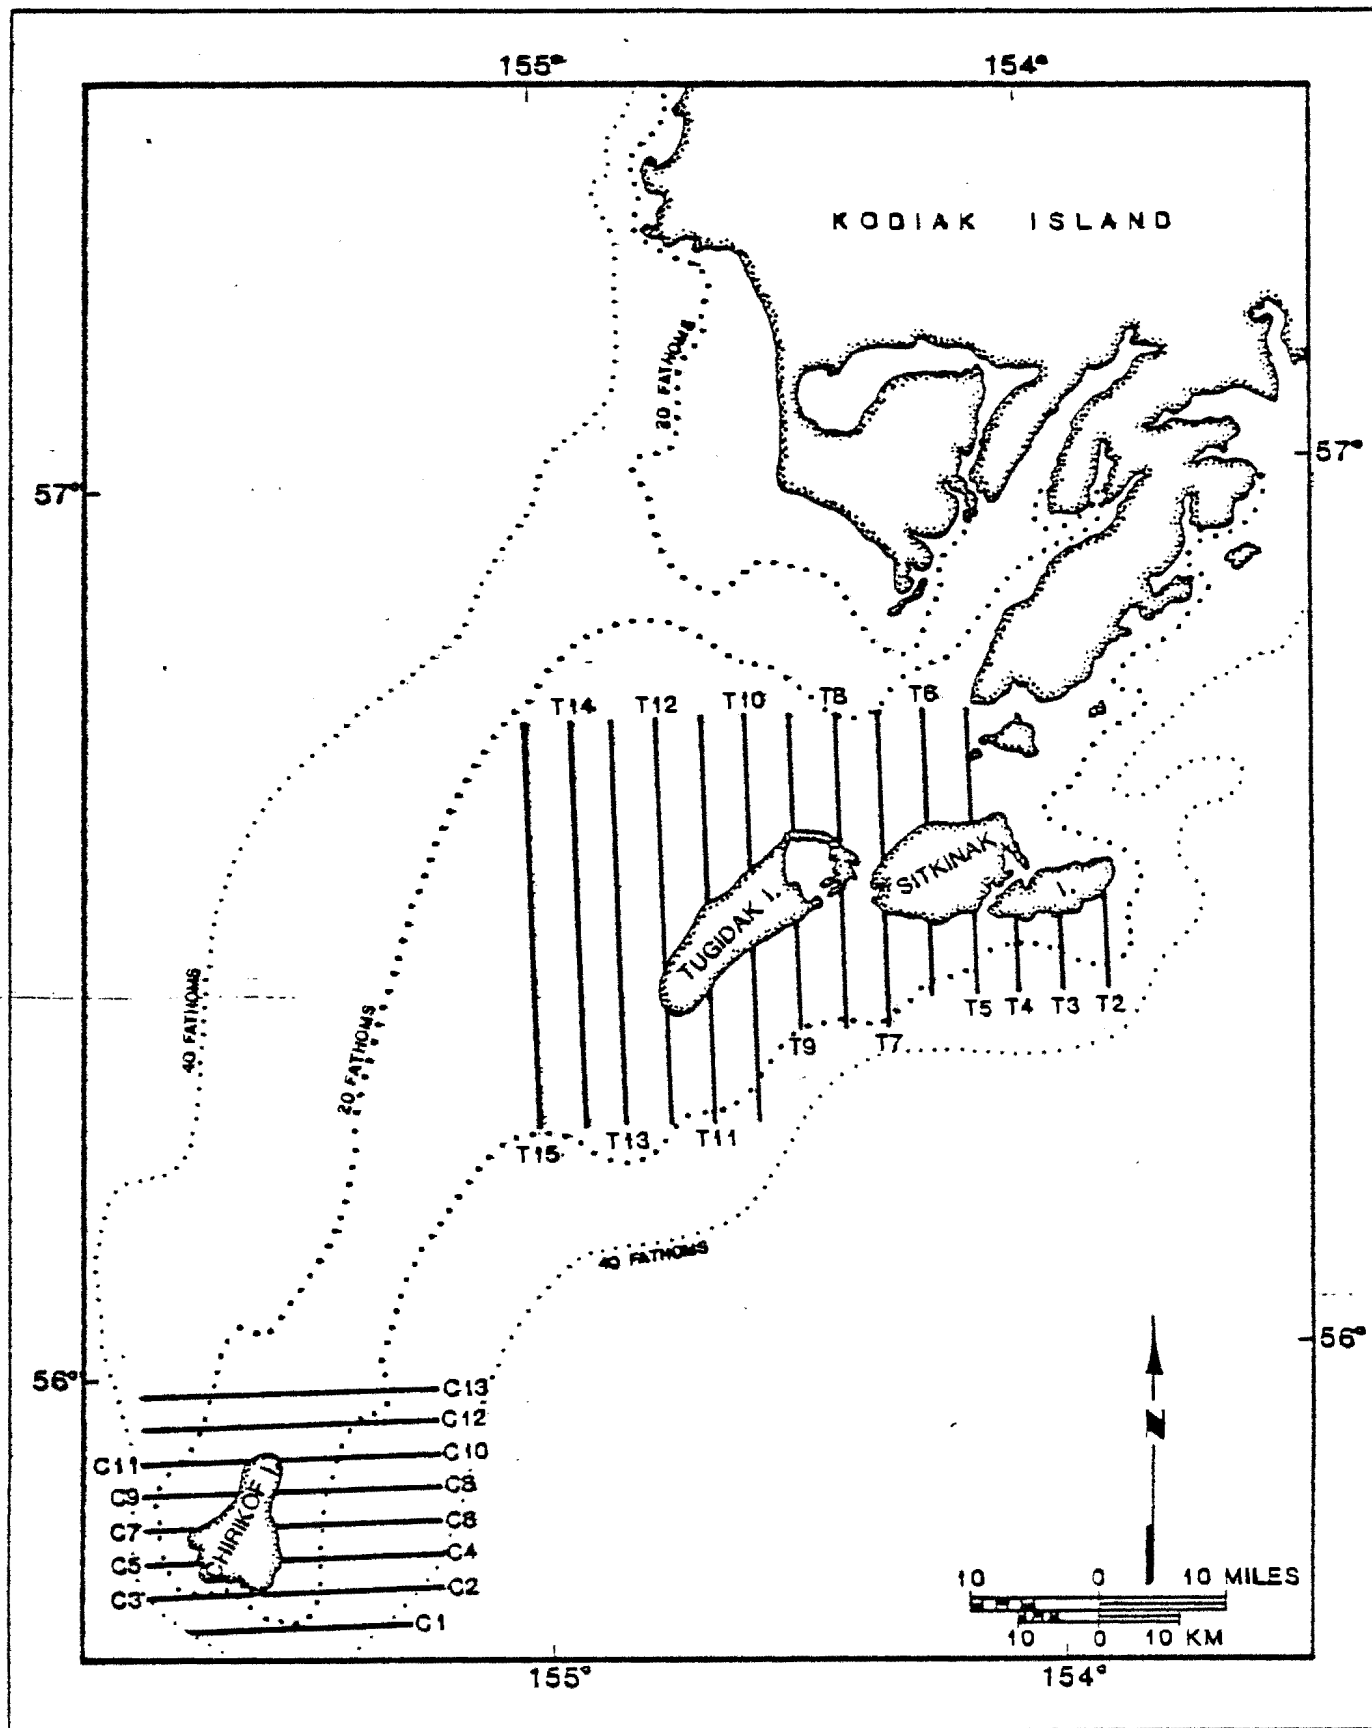 155° 154°
KODIAK ISLAND
20 FATHOMS
57°
57°
T14 T12 T10 T8 T6
SITKINAK I.
TUGIDAK I.
40 FATHOMS
20 FATHOMS
T5 T4 T3 T2
T9 T7
T15 T13 T11
40 FATHOMS
56°
56°
C13
C12
C11 C10
C9 C8
CHIRIKOF I.
C7 C6
C5 C4
C3 C2
C1
N
10 0 10 MILES
10 0 10 KM
155° 154°